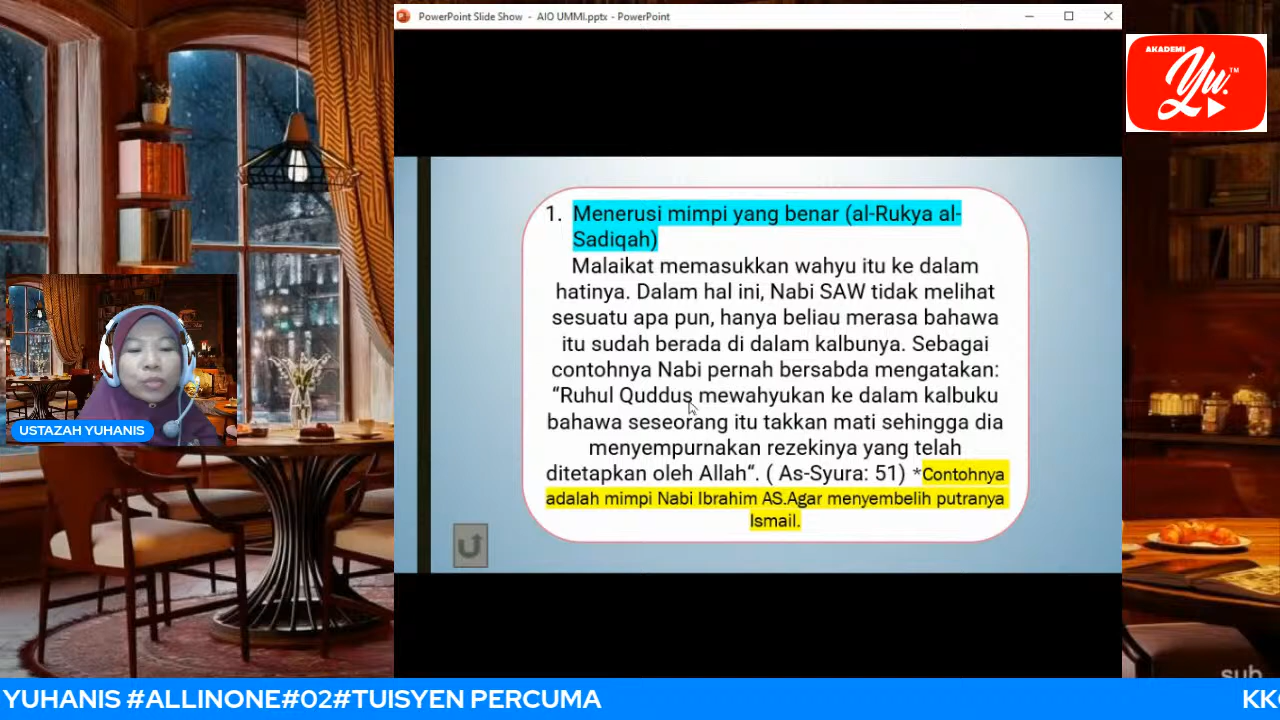 PowerPoint Slide Show - AIO UMMI.pptx - PowerPoint
AKADEMI
Yu.
TM
1. Menerusi mimpi yang benar (al-Rukya al-
Sadiqah)
Malaikat memasukkan wahyu itu ke dalam
hatinya. Dalam hal ini, Nabi SAW tidak melihat
sesuatu apa pun, hanya beliau merasa bahawa
itu sudah berada di dalam kalbunya. Sebagai
contohnya Nabi pernah bersabda mengatakan:
“Ruhul Quddus mewahyukan ke dalam kalbuku
bahawa seseorang itu takkan mati sehingga dia
menyempurnakan rezekinya yang telah
ditetapkan oleh Allah“. ( As-Syura: 51) *Contohnya
adalah mimpi Nabi Ibrahim AS.Agar menyembelih putranya
Ismail.
USTAZAH YUHANIS
sub
YUHANIS #ALLINONE#02#TUISYEN PERCUMA